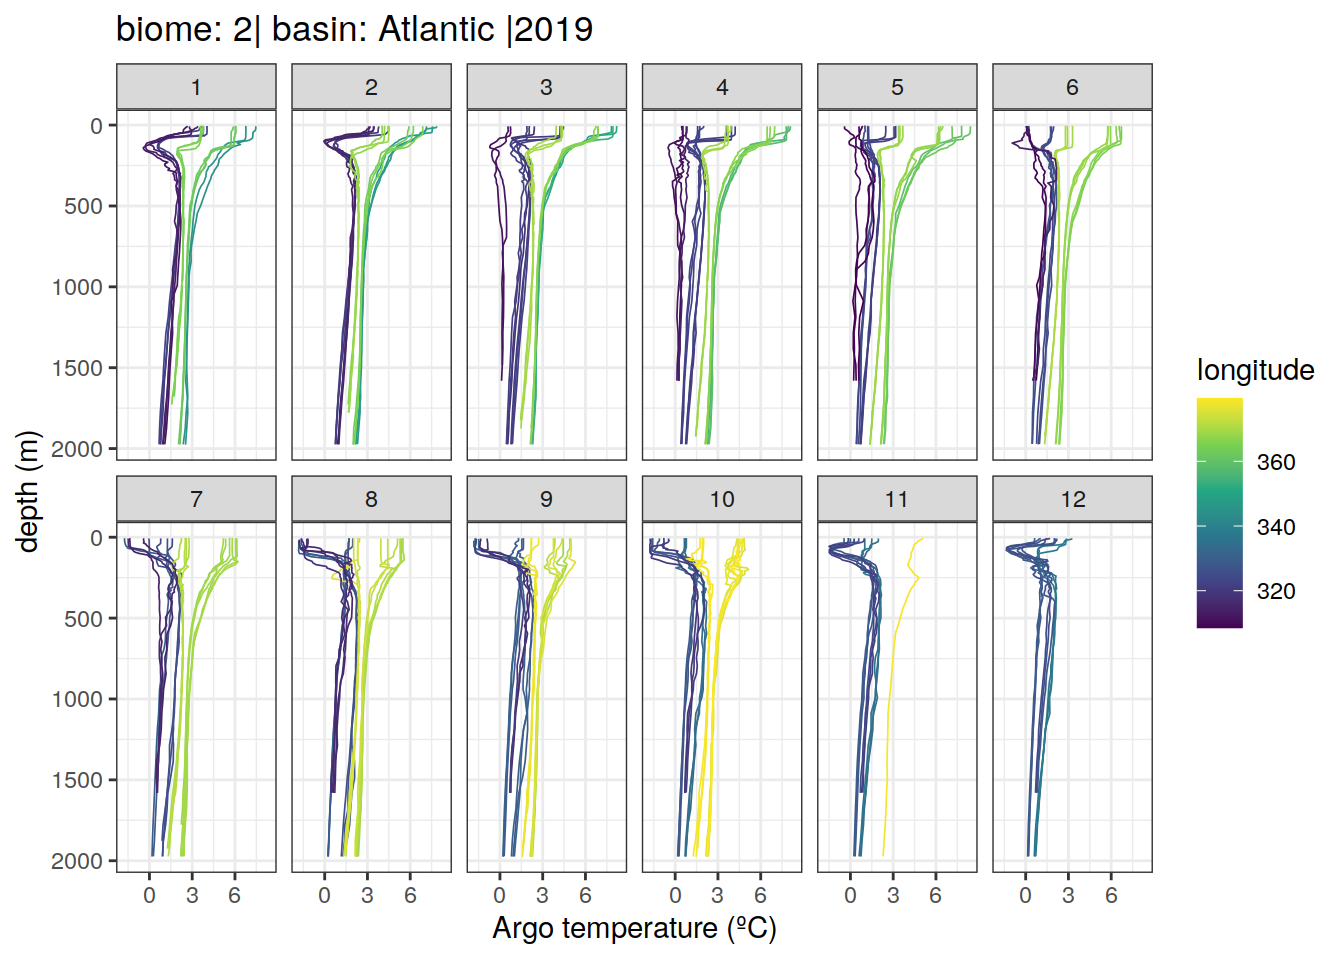 biome: 2| basin: Atlantic |2019
1 2 3 4 5 6
0
500
1000
1500
2000
7 8 9 10 11 12
0
500
1000
1500
2000
0 3 6 0 3 6 0 3 6 0 3 6 0 3 6 0 3 6
Argo temperature (ºC)
depth (m)
longitude
360
340
320